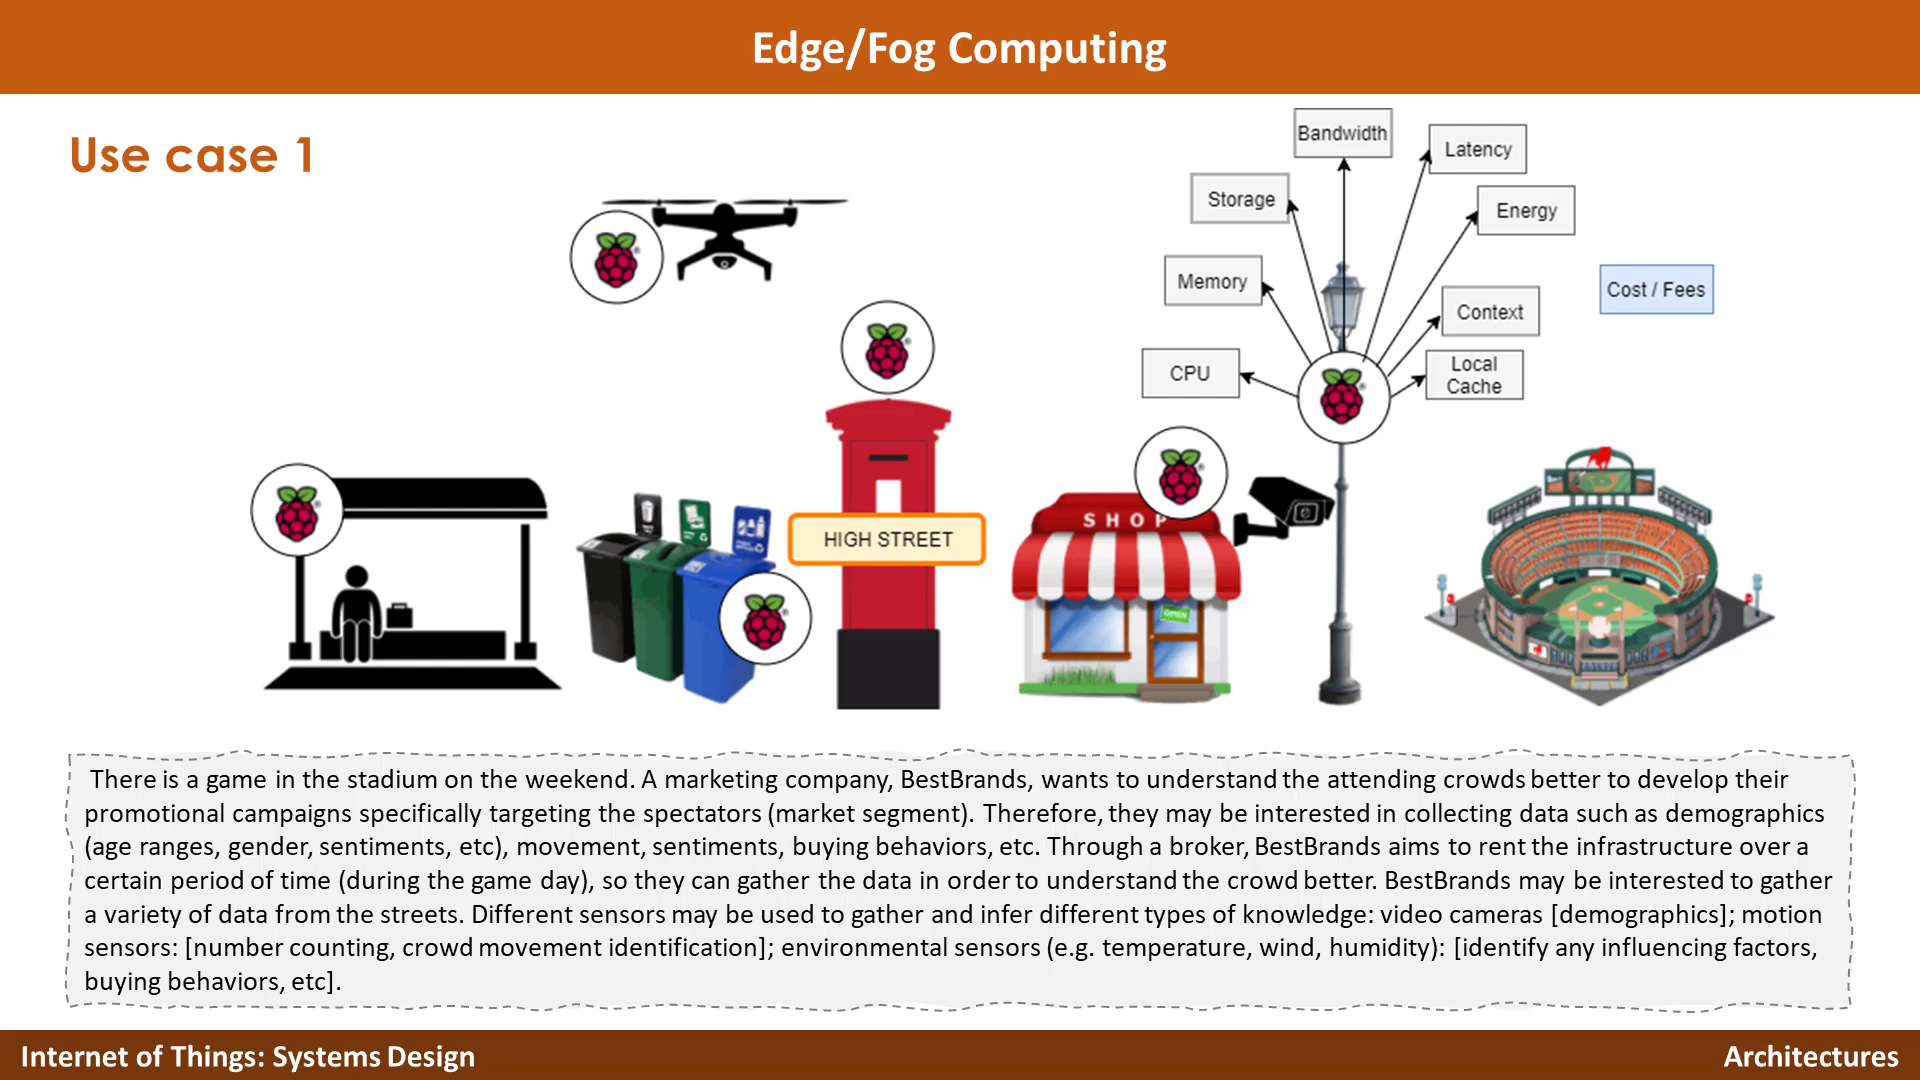 Edge/Fog Computing
Use case 1
Bandwidth
Latency
Storage
Energy
Memory
Cost / Fees
Context
CPU
Local
Cache
SHOP
OPEN
HIGH STREET
There is a game in the stadium on the weekend. A marketing company, BestBrands, wants to understand the attending crowds better to develop their
promotional campaigns specifically targeting the spectators (market segment). Therefore, they may be interested in collecting data such as demographics
(age ranges, gender, sentiments, etc), movement, sentiments, buying behaviors, etc. Through a broker, BestBrands aims to rent the infrastructure over a
certain period of time (during the game day), so they can gather the data in order to understand the crowd better. BestBrands may be interested to gather
a variety of data from the streets. Different sensors may be used to gather and infer different types of knowledge: video cameras [demographics]; motion
sensors: [number counting, crowd movement identification]; environmental sensors (e.g. temperature, wind, humidity): [identify any influencing factors,
buying behaviors, etc].
Internet of Things: Systems Design
Architectures